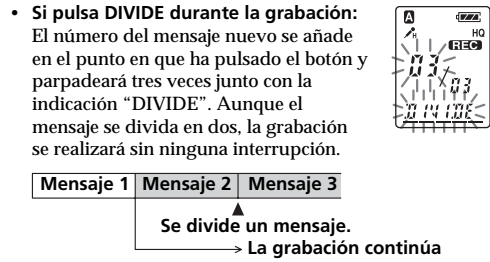 • Si pulsa DIVIDE durante la grabación:
El número del mensaje nuevo se añade
en el punto en que ha pulsado el botón y
parpadeará tres veces junto con la
indicación “DIVIDE”. Aunque el
mensaje se divida en dos, la grabación
se realizará sin ninguna interrupción.
A
H HQ
REC
03
03
Mensaje 1 Mensaje 2 Mensaje 3
Se divide un mensaje.
La grabación continúa